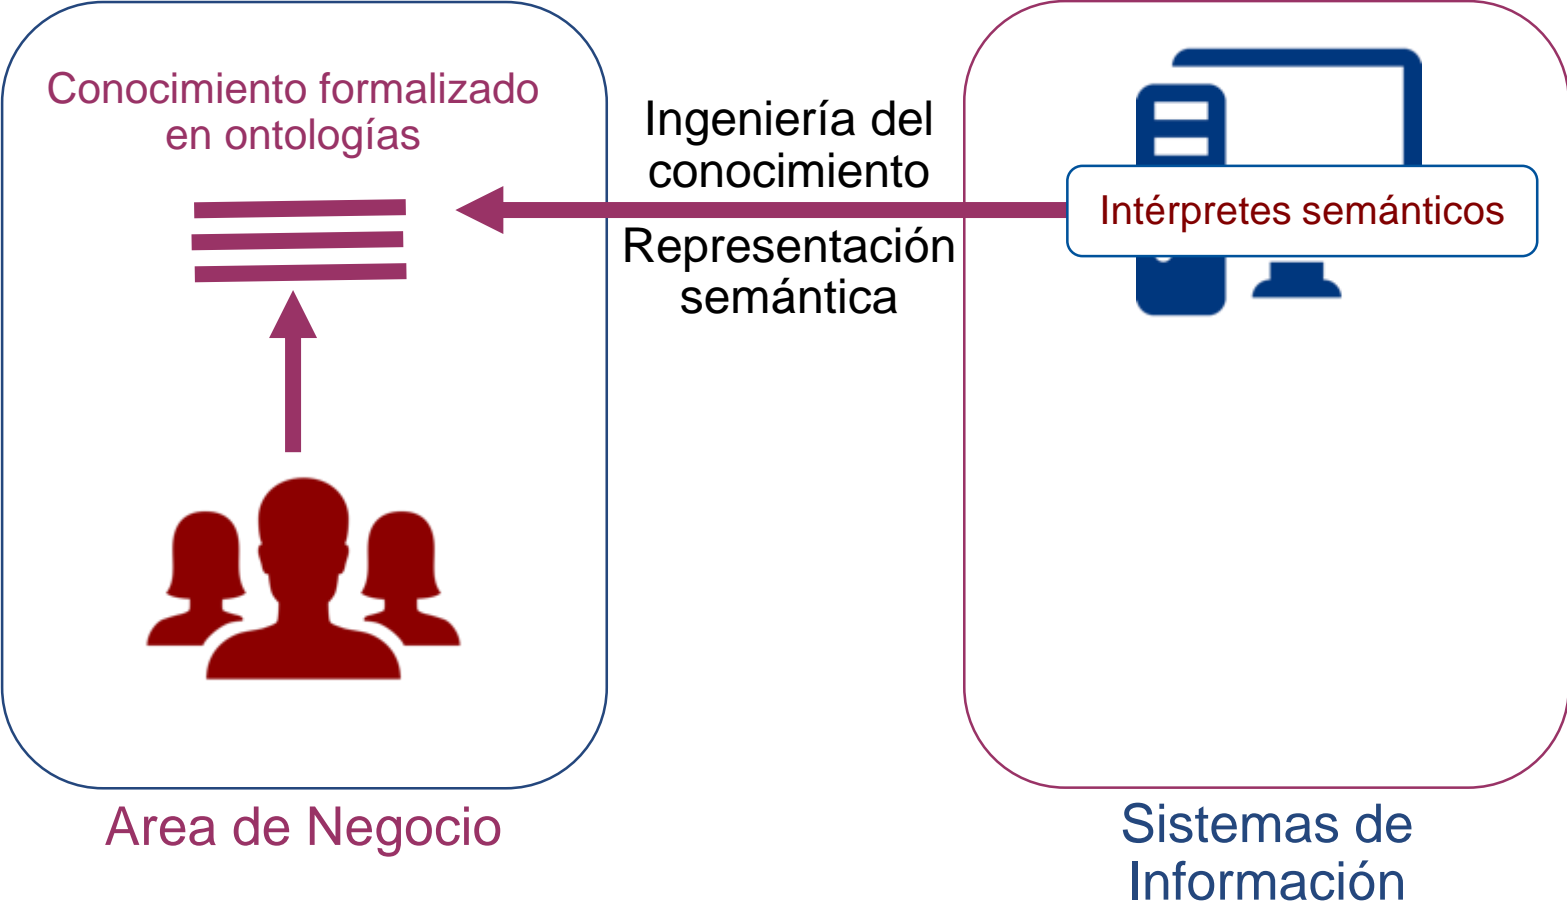 Conocimiento formalizado
en ontologías
Ingeniería del
conocimiento
Representación
semántica
Intérpretes semánticos
Area de Negocio
Sistemas de
Información